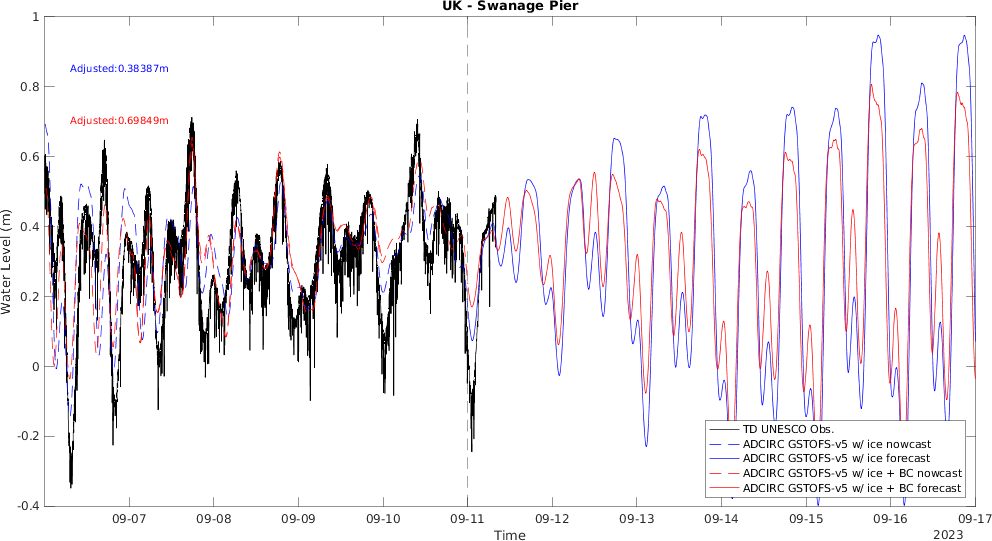 UK - Swanage Pier
1
0.8
0.6
0.4
0.2
0
-0.2
-0.4
Water Level (m)
Adjusted:0.38387m
Adjusted:0.69849m
TD UNESCO Obs.
ADCIRC GSTOFS-v5 w/ ice nowcast
ADCIRC GSTOFS-v5 w/ ice forecast
ADCIRC GSTOFS-v5 w/ ice + BC nowcast
ADCIRC GSTOFS-v5 w/ ice + BC forecast
09-07 09-08 09-09 09-10 09-11 09-12 09-13 09-14 09-15 09-16 09-17
Time
2023